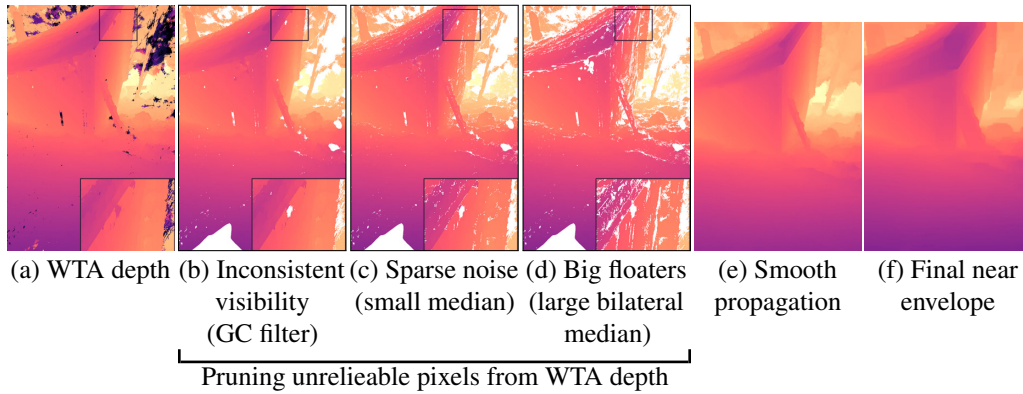 (a) WTA depth
(b) Inconsistent
visibility
(GC filter)
(c) Sparse noise
(small median)
(d) Big floaters
(large bilateral
median)
(e) Smooth
propagation
(f) Final near
envelope
Pruning unrelieable pixels from WTA depth